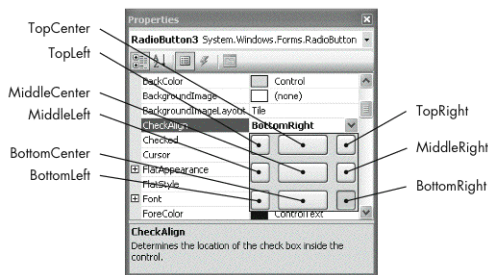 Properties
RadioButton3 System.Windows.Forms.RadioButton
BackColor Control
BackgroundImage (none)
BackgroundImageLayout Tile
CheckAlign BottomRight
Checked
Cursor
FlatAppearance
FlatStyle
Font
ForeColor ControlText
CheckAlign
Determines the location of the check box inside the
control.
TopCenter
TopLeft
MiddleCenter
MiddleLeft
BottomCenter
BottomLeft
TopRight
MiddleRight
BottomRight